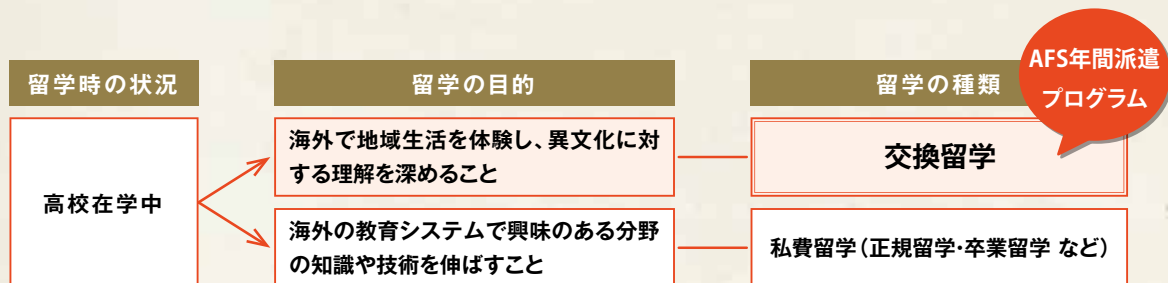 AFS年間派遣
プログラム
留学時の状況
留学の目的
留学の種類
高校在学中
海外で地域生活を体験し、異文化に対
する理解を深めること
交換留学
海外の教育システムで興味のある分野
の知識や技術を伸ばすこと
私費留学（正規留学・卒業留学 など）